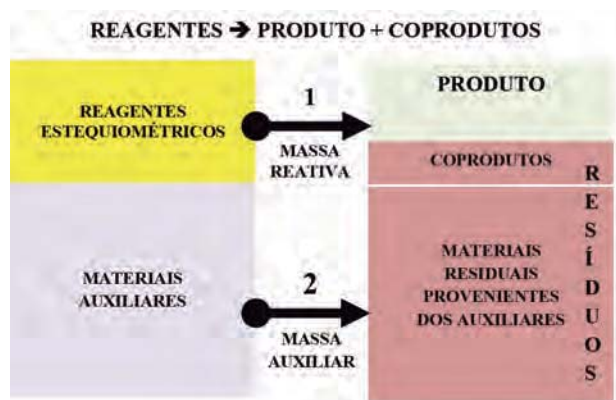 REAGENTES ➔ PRODUTO + COPRODUTOS
REAGENTES
ESTEQUIOMÉTRICOS
1
MASSA
REATIVA
PRODUTO
COPRODUTOS
MATERIAIS
AUXILIARES
2
MASSA
AUXILIAR
MATERIAIS
RESIDUAIS
PROVENIENTES
DOS AUXILIARES
R
E
S
Í
D
U
O
S